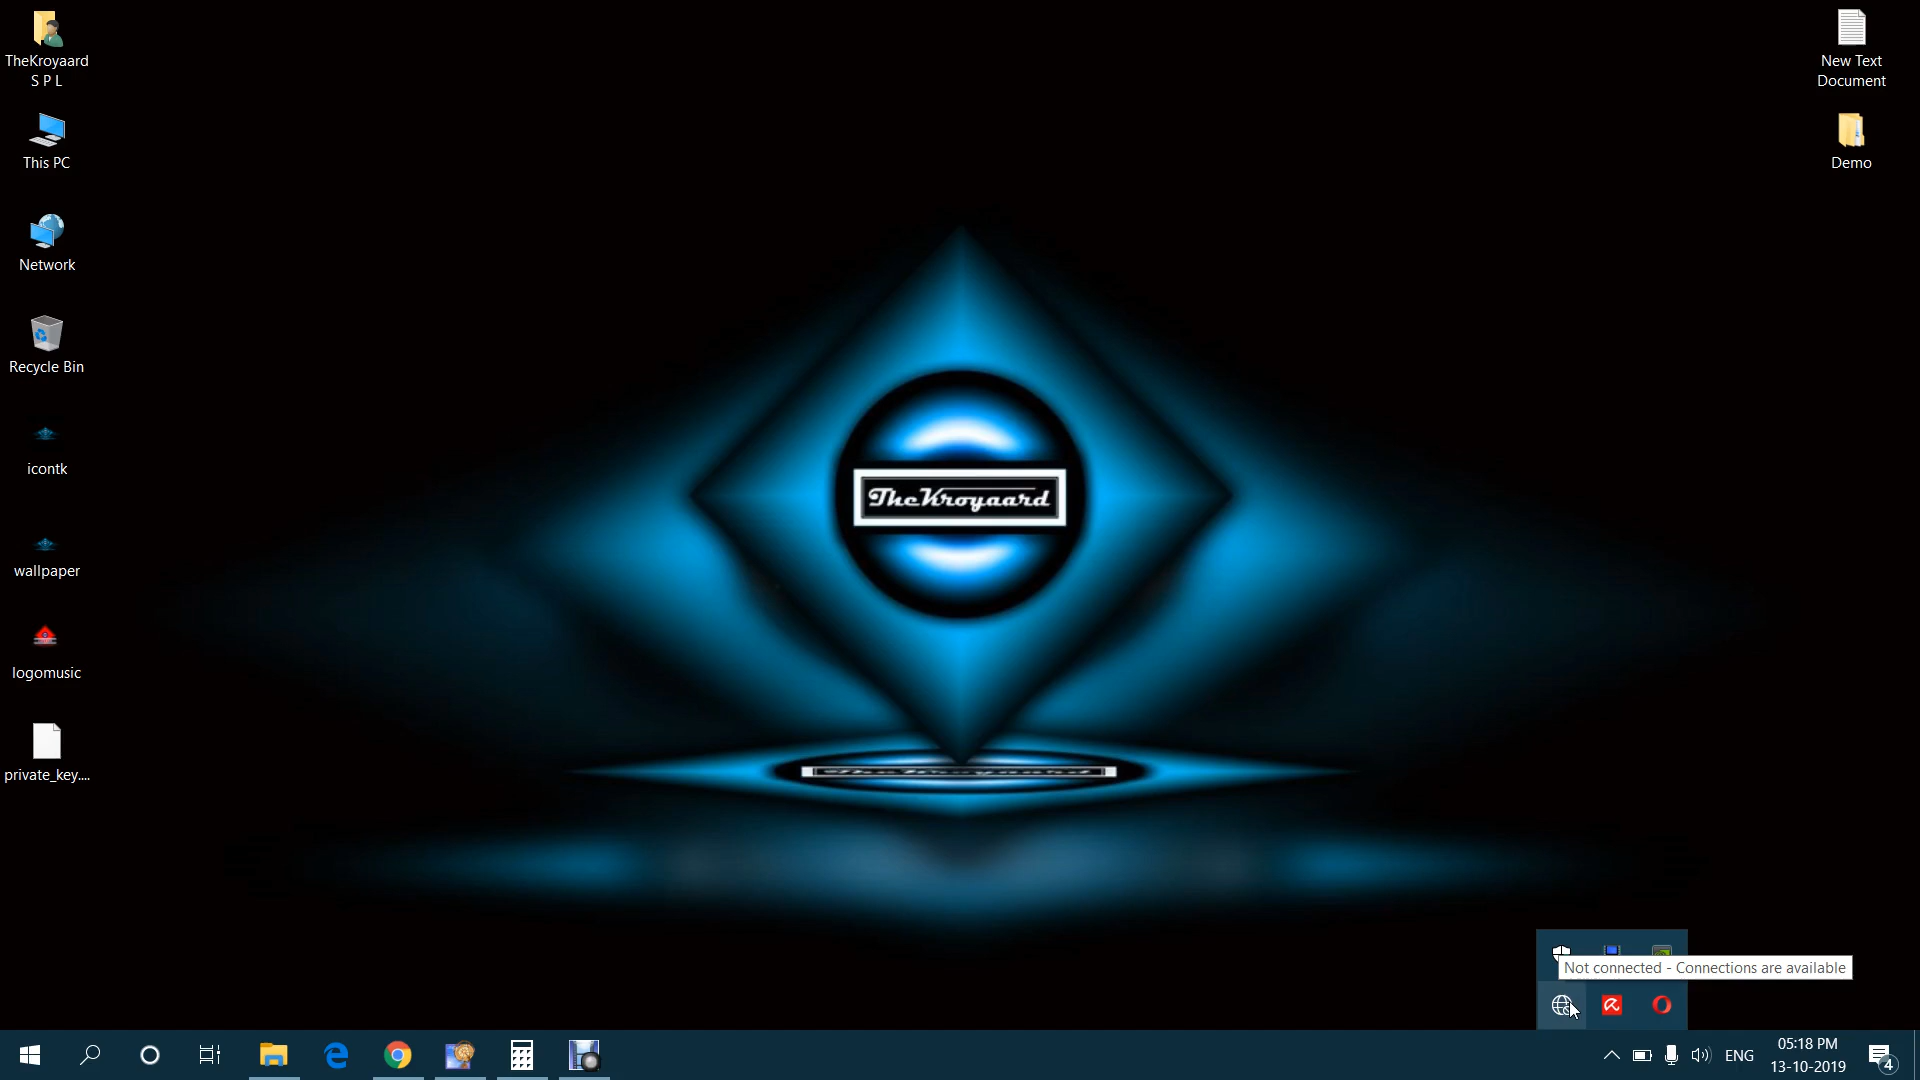 TheKroyaard
S P L
This PC
Network
Recycle Bin
icontk
wallpaper
logomusic
private_key....
New Text
Document
Demo
TheKroyaard
TheKroyaard
Not connected - Connections are available
ENG
05:18 PM
13-10-2019
4